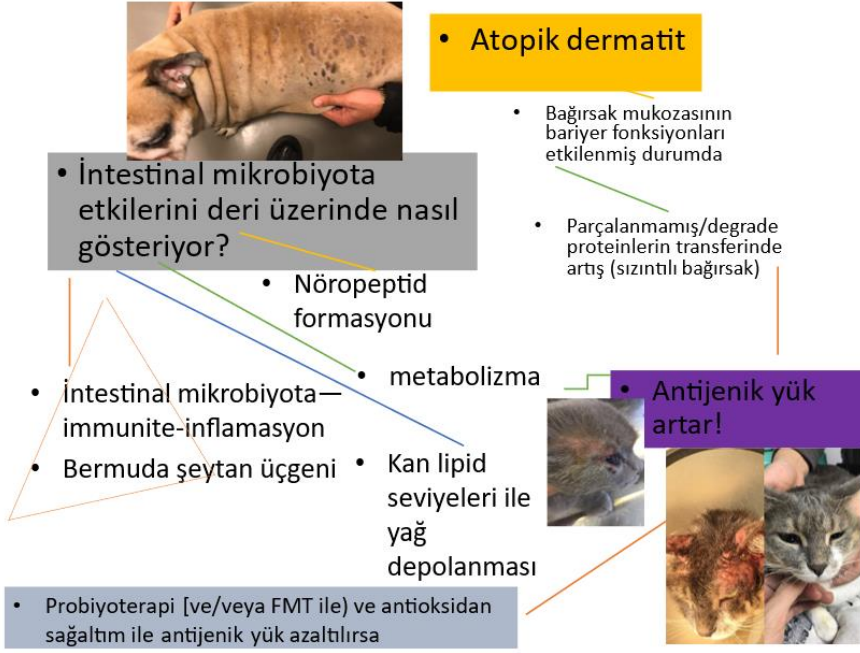 • Atopik dermatit
• Bağırsak mukozasının
bariyer fonksiyonları
etkilenmiş durumda
• Parçalanmamış/degrade
proteinlerin transferinde
artış (sızıntılı bağırsak)
• Antijenik yük
artar!
• İntestinal mikrobiyota
etkilerini deri üzerinde nasıl
gösteriyor?
• Nöropeptid
formasyonu
• metabolizma
• Kan lipid
seviyeleri ile
yağ
depolanması
• İntestinal mikrobiyota—
immunite-inflamasyon
• Bermuda şeytan üçgeni
• Probiyoterapi [ve/veya FMT ile) ve antioksidan
sağaltım ile antijenik yük azaltılırsa